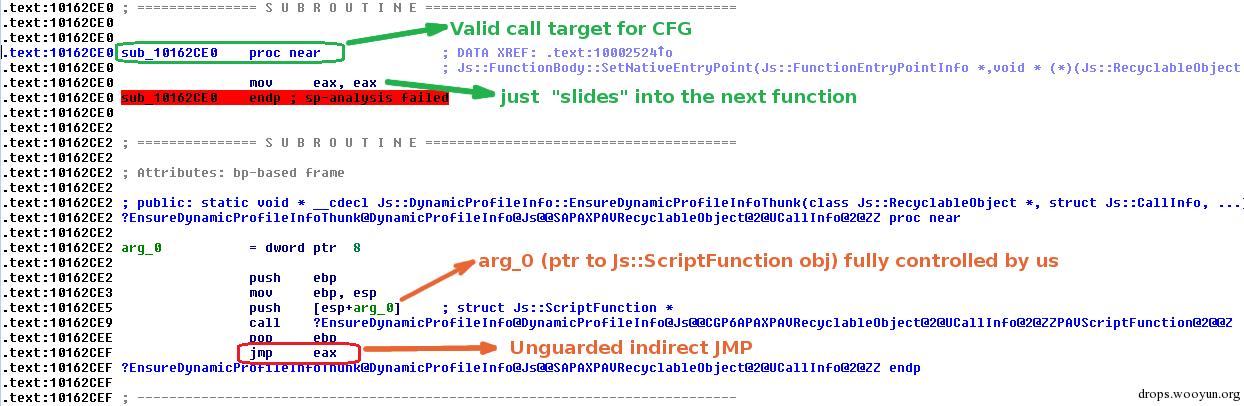 .text:10162CE0 ; =============== S U B R O U T I N E =======================================
.text:10162CE0
.text:10162CE0 Valid call target for CFG
.text:10162CE0 sub_10162CE0 proc near ; DATA XREF: .text:10002524↑o
.text:10162CE0 ; Js::FunctionBody::SetNativeEntryPoint(Js::FunctionEntryPointInfo *,void * (*)(Js::RecyclableObject
.text:10162CE0 mov eax, eax
.text:10162CE0 sub_10162CE0 endp ; sp-analysis failed just "slides" into the next function
.text:10162CE0
.text:10162CE2
.text:10162CE2 ; =============== S U B R O U T I N E =======================================
.text:10162CE2
.text:10162CE2 ; Attributes: bp-based frame
.text:10162CE2
.text:10162CE2 ; public: static void * __cdecl Js::DynamicProfileInfo::EnsureDynamicProfileInfoThunk(class Js::RecyclableObject *, struct Js::CallInfo, ...)
.text:10162CE2 ?EnsureDynamicProfileInfoThunk@DynamicProfileInfo@Js@@SAPAXPAVRecyclableObject@2@UCallInfo@2@ZZ proc near
.text:10162CE2
.text:10162CE2 arg_0 = dword ptr 8
.text:10162CE2 arg_0 (ptr to Js::ScriptFunction obj) fully controlled by us
.text:10162CE2 push ebp
.text:10162CE3 mov ebp, esp
.text:10162CE5 push [esp+arg_0] ; struct Js::ScriptFunction *
.text:10162CE9 call ?EnsureDynamicProfileInfo@DynamicProfileInfo@Js@@CGP6APAXPAVRecyclableObject@2@UCallInfo@2@ZZPAVScriptFunction@2@@Z
.text:10162CEE pop ebp
.text:10162CEF jmp eax Unguarded indirect JMP
.text:10162CEF ?EnsureDynamicProfileInfoThunk@DynamicProfileInfo@Js@@SAPAXPAVRecyclableObject@2@UCallInfo@2@ZZ endp
.text:10162CEF
.text:10162CEF ; ---------------------------------------------------------------------------
drops.wooyun.org